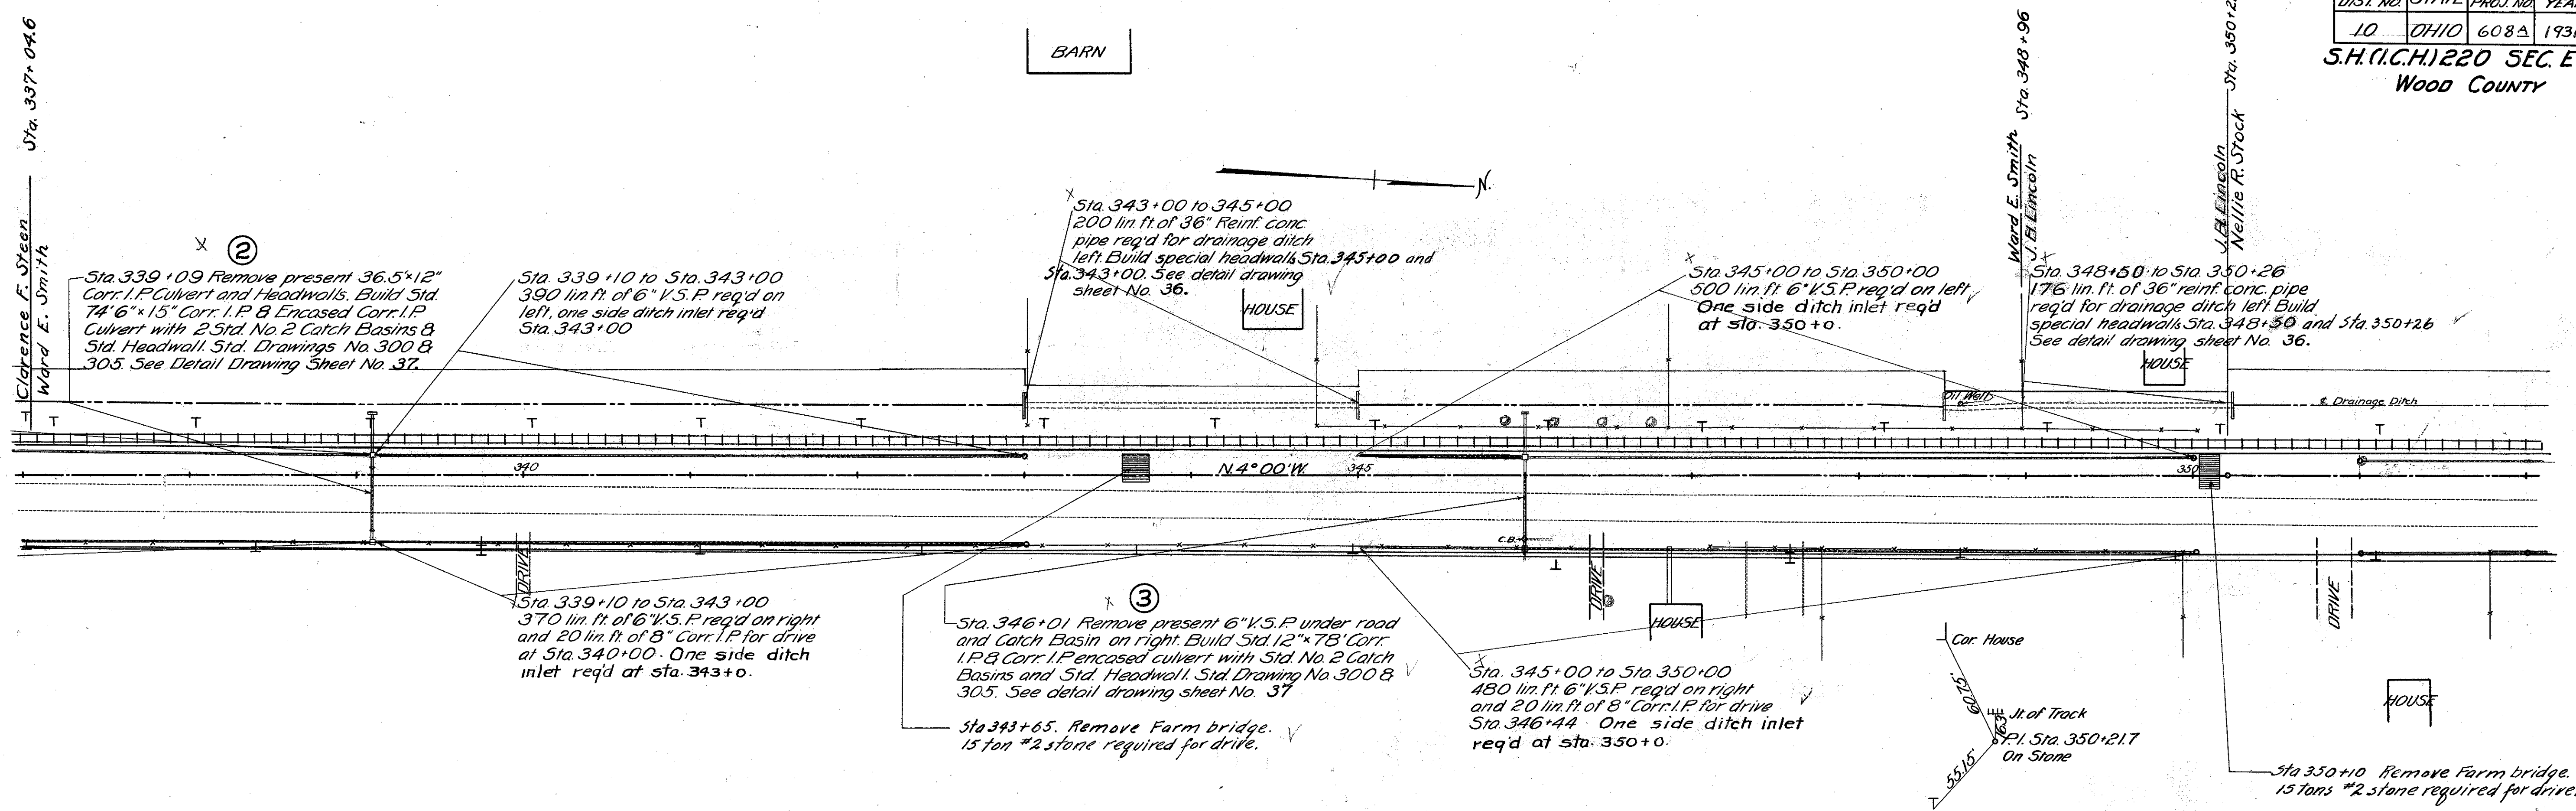 DIST. NO. STATE PROJ. NO.
10 OHIO 608A
S.H.(I.C.H.)220 SEC. E
WOOD COUNTY
Sta. 337+04.6
Clarence F. Steen
Ward E. Smith
BARN
N.
Ward E. Smith Sta. 348+96
J.H. Lincoln
J.H. Lincoln
Nellie R. Stock
②
Sta. 339+09 Remove present 36.5'x12"
Corr. I.P. Culvert and Headwalls. Build Std.
74'6"x15" Corr. I.P. & Encased Corr. I.P.
Culvert with 2 Std. No. 2 Catch Basins &
Std. Headwall. Std. Drawings No. 300 &
305. See Detail Drawing Sheet No. 37.
Sta. 339+10 to Sta. 343+00
390 lin. ft. of 6" V.S.P. req'd on
left, one side ditch inlet req'd
Sta. 343+00
Sta. 343+00 to 345+00
200 lin. ft. of 36" Reinf. conc.
pipe req'd for drainage ditch
left. Build special headwalls Sta. 345+00 and
Sta. 343+00. See detail drawing
sheet No. 36.
HOUSE
Sta. 345+00 to Sta. 350+00
500 lin. ft. 6" V.S.P. req'd on left
One side ditch inlet req'd
at sta. 350+0.
Sta. 348+50 to Sta. 350+26
176 lin. ft. of 36" reinf. conc. pipe
req'd for drainage ditch left. Build
special headwalls Sta. 348+50 and Sta. 350+26
See detail drawing sheet No. 36.
HOUSE
Oil Well
℄ Drainage Ditch
340
N.4°00'W.
345
350
C.B.
DRIVE
DRIVE
DRIVE
Sta. 339+10 to Sta. 343+00
370 lin. ft. of 6" V.S.P. req'd on right
and 20 lin. ft. of 8" Corr. I.P. for drive
at Sta. 340+00. One side ditch
inlet req'd at sta. 343+0.
③
Sta. 346+01 Remove present 6" V.S.P. under road
and Catch Basin on right. Build Std. 12"x78' Corr.
I.P. & Corr. I.P. encased culvert with Std. No. 2 Catch
Basins and Std. Headwall. Std. Drawing No. 300 &
305. See detail drawing sheet No. 37
Sta 343+65. Remove Farm bridge.
15 ton #2 stone required for drive.
HOUSE
Sta. 345+00 to Sta. 350+00
480 lin. ft. 6" V.S.P. req'd on right
and 20 lin. ft. of 8" Corr. I.P. for drive
Sta. 346+44. One side ditch inlet
req'd at sta. 350+0.
Cor. House
60.75
Jt. of Track
P.I. Sta. 350+21.7
On Stone
55.15
HOUSE
Sta 350+10 Remove Farm bridge.
15 tons #2 stone required for drive